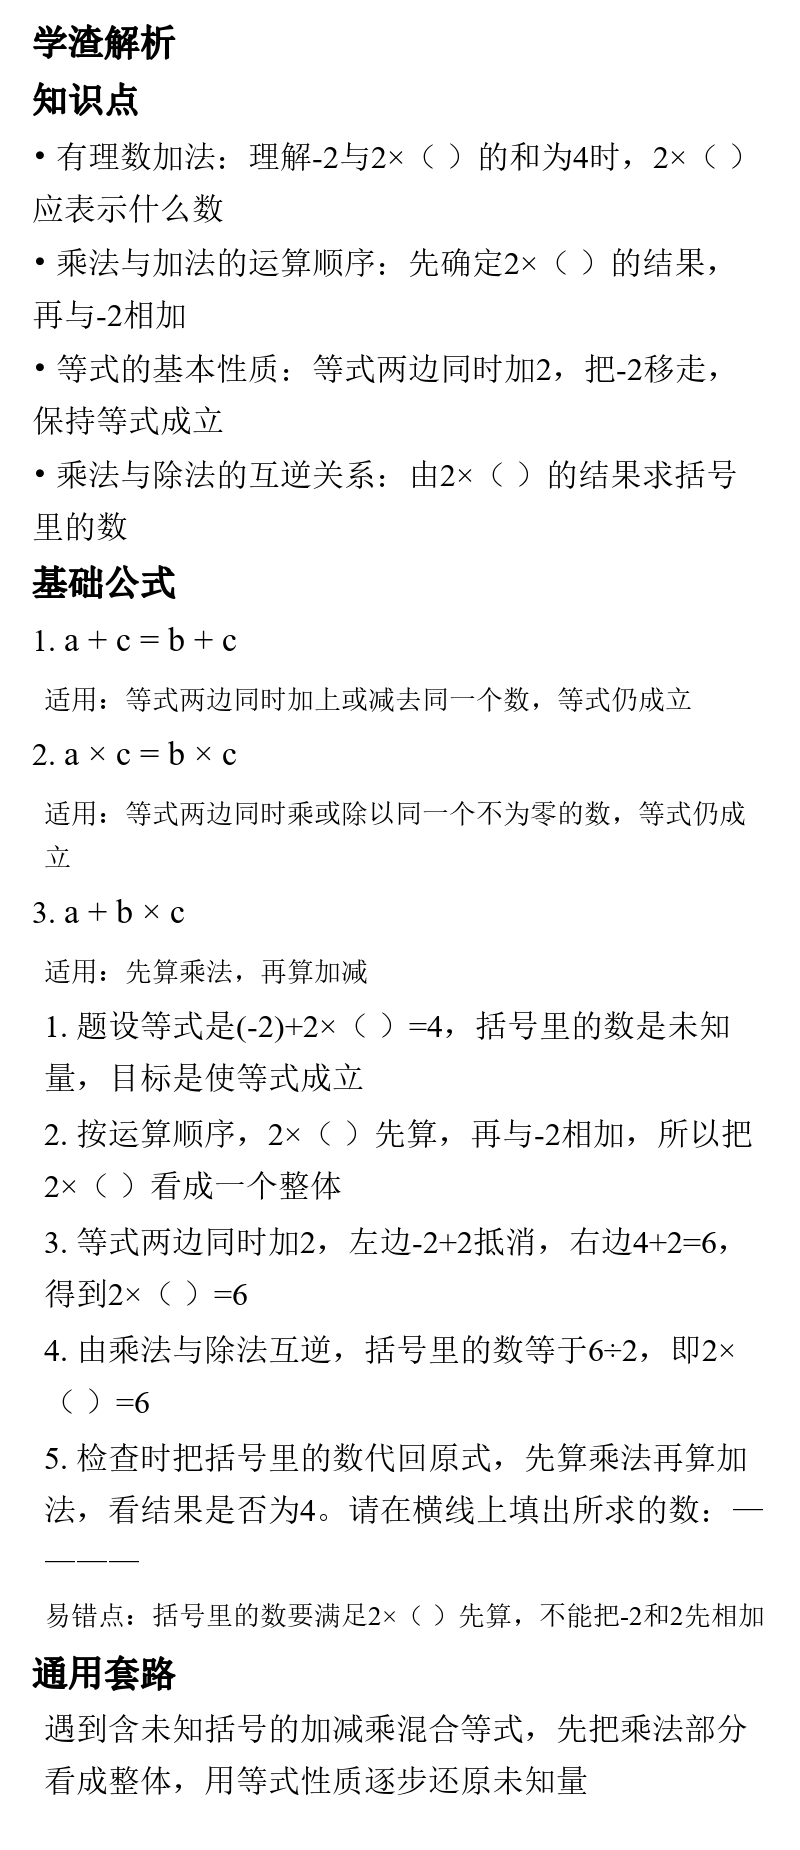 学渣解析
知识点
• 有理数加法：理解-2与2×（ ）的和为4时，2×（ ）
应表示什么数
• 乘法与加法的运算顺序：先确定2×（ ）的结果，
再与-2相加
• 等式的基本性质：等式两边同时加2，把-2移走，
保持等式成立
• 乘法与除法的互逆关系：由2×（ ）的结果求括号
里的数
基础公式
1. a + c = b + c
适用：等式两边同时加上或减去同一个数，等式仍成立
2. a × c = b × c
适用：等式两边同时乘或除以同一个不为零的数，等式仍成
立
3. a + b × c
适用：先算乘法，再算加减
1. 题设等式是(-2)+2×（ ）=4，括号里的数是未知
量，目标是使等式成立
2. 按运算顺序，2×（ ）先算，再与-2相加，所以把
2×（ ）看成一个整体
3. 等式两边同时加2，左边-2+2抵消，右边4+2=6，
得到2×（ ）=6
4. 由乘法与除法互逆，括号里的数等于6÷2，即2×
（ ）=6
5. 检查时把括号里的数代回原式，先算乘法再算加
法，看结果是否为4。请在横线上填出所求的数：—
———
易错点：括号里的数要满足2×（ ）先算，不能把-2和2先相加
通用套路
遇到含未知括号的加减乘混合等式，先把乘法部分
看成整体，用等式性质逐步还原未知量